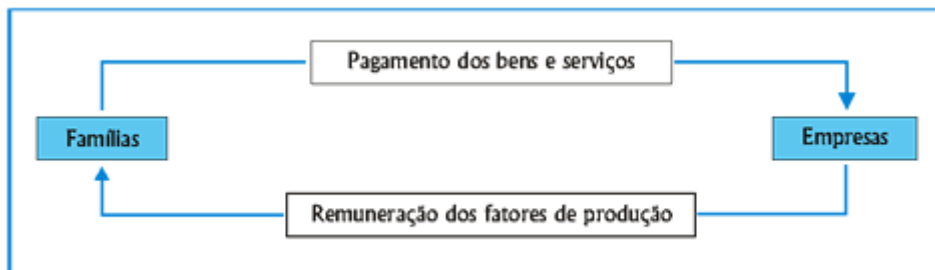 Pagamento dos bens e serviços
Famílias
Empresas
Remuneração dos fatores de produção